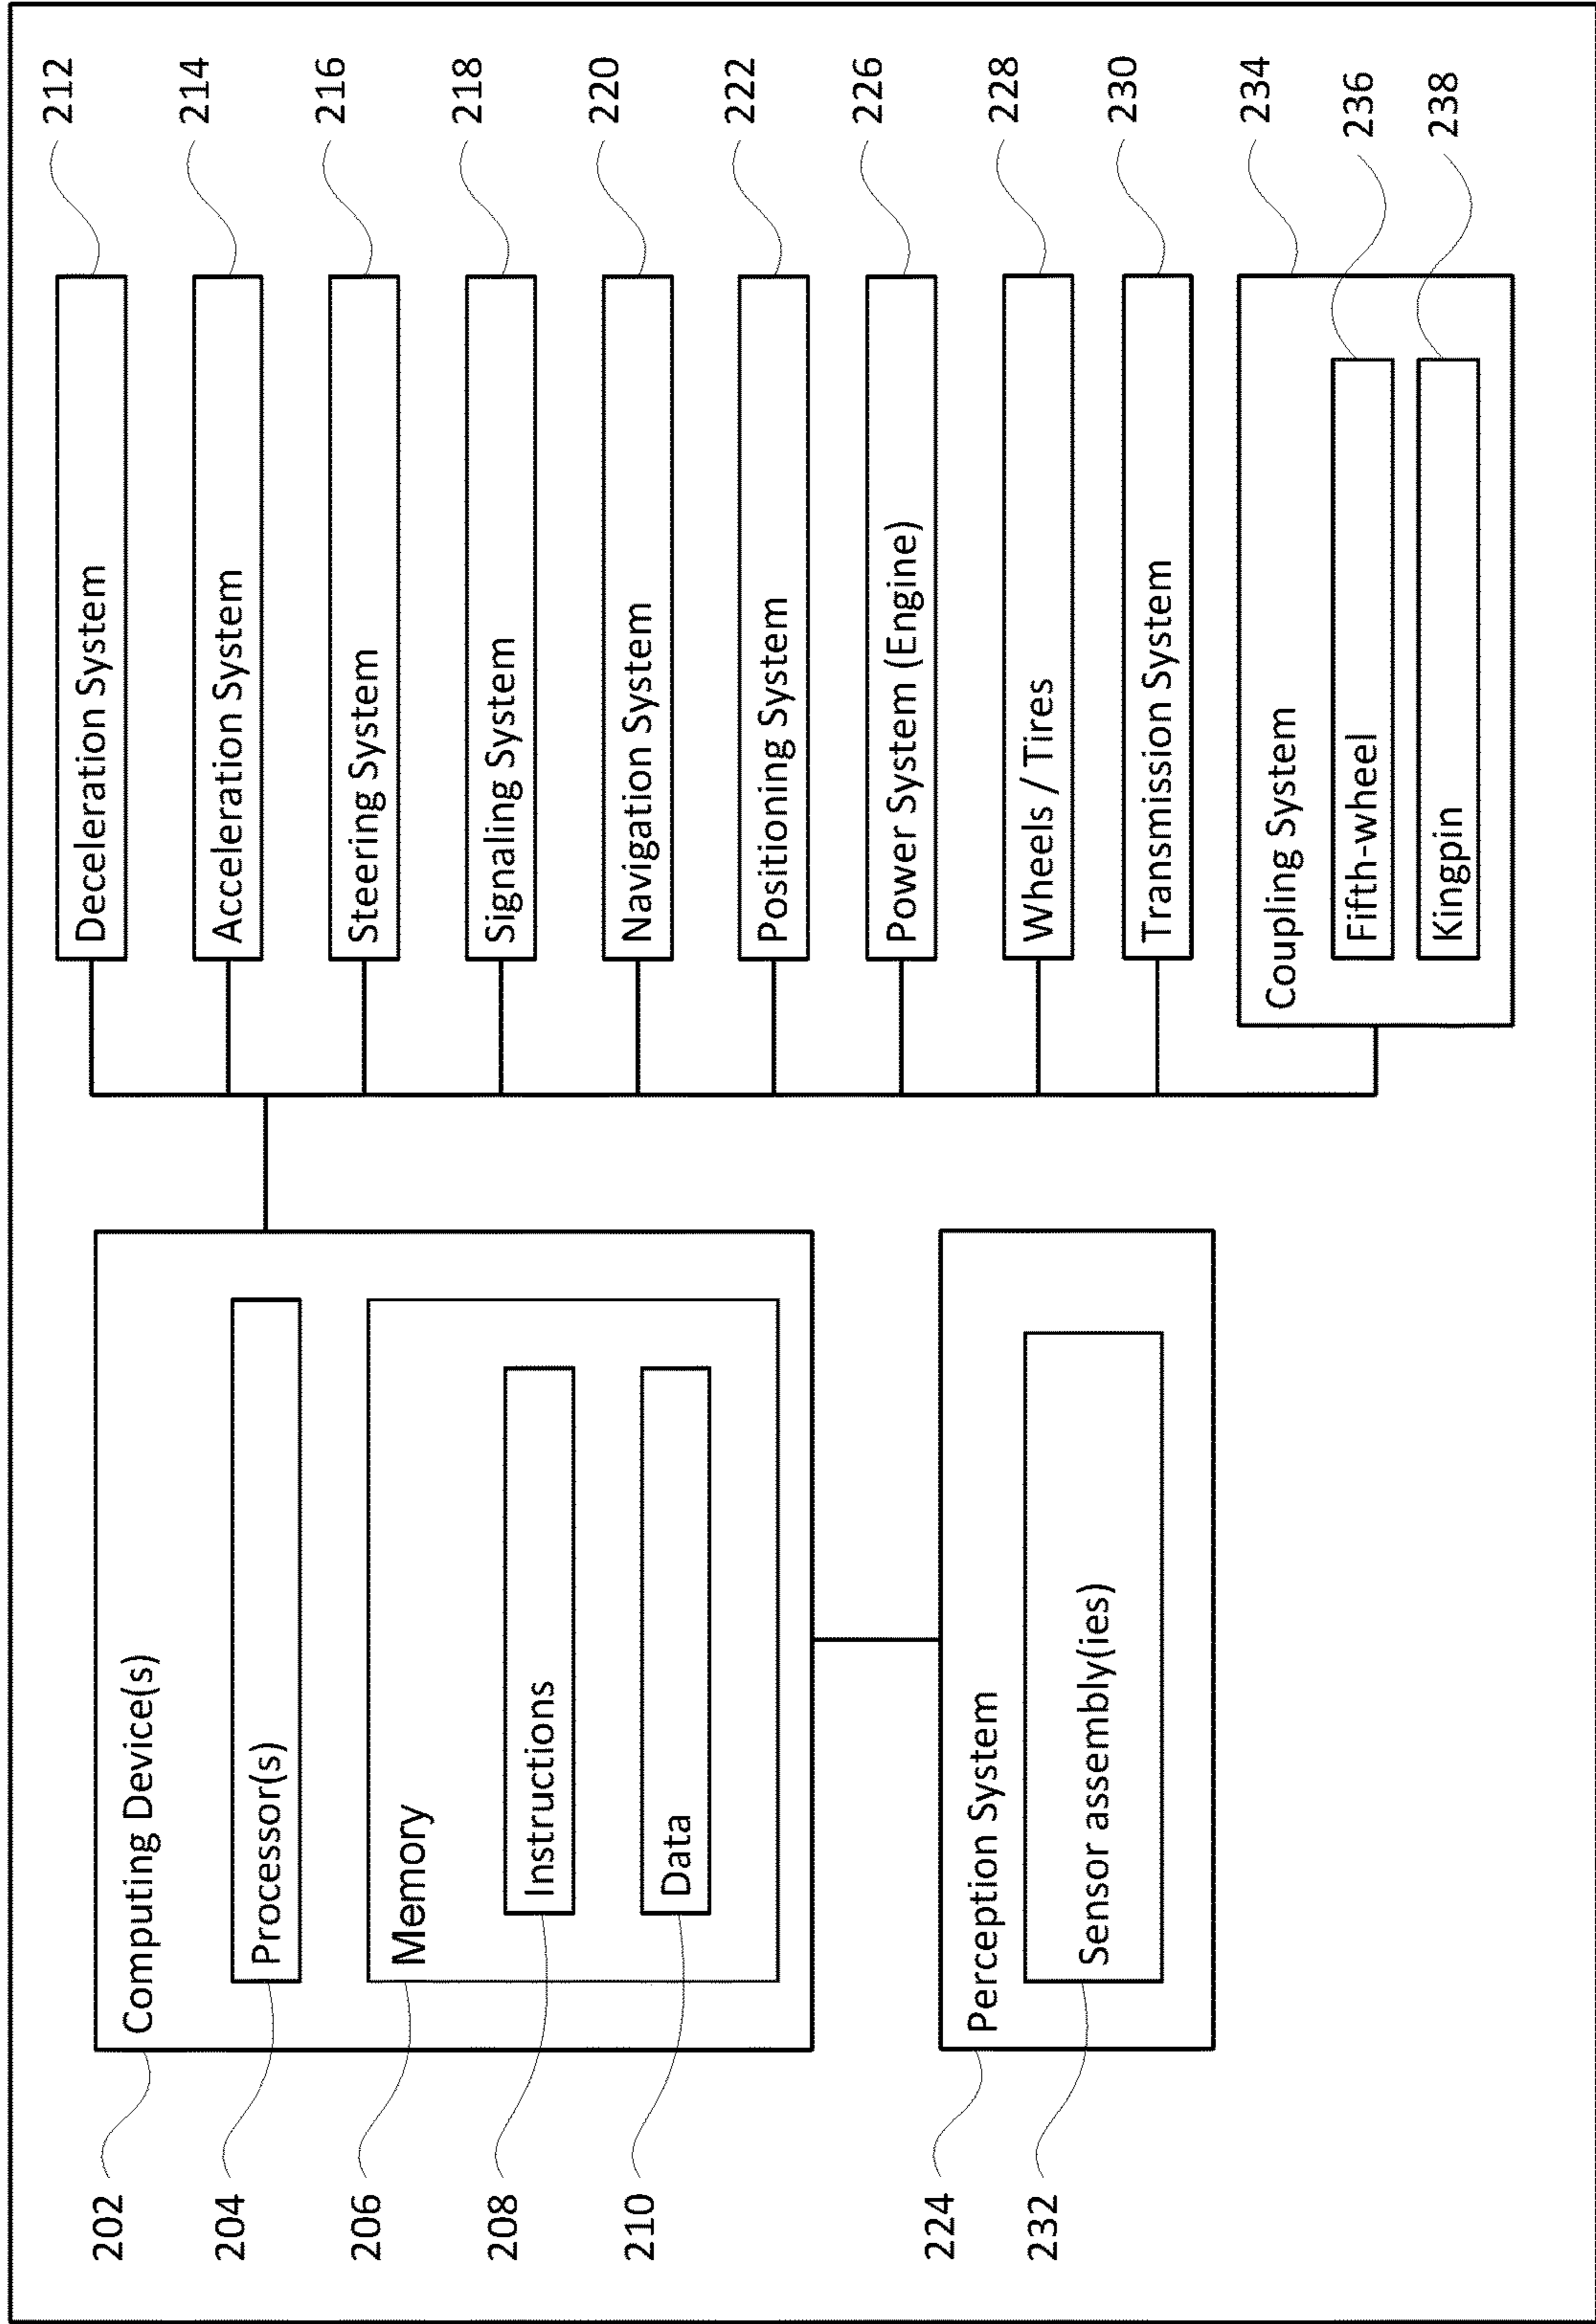 202
Computing Device(s)
204
Processor(s)
206
Memory
208
Instructions
210
Data
224
Perception System
232
Sensor assembly(ies)
Deceleration System
212
Acceleration System
214
Steering System
216
Signaling System
218
Navigation System
220
Positioning System
222
Power System (Engine)
226
Wheels / Tires
228
Transmission System
230
Coupling System
234
Fifth-wheel
236
Kingpin
238